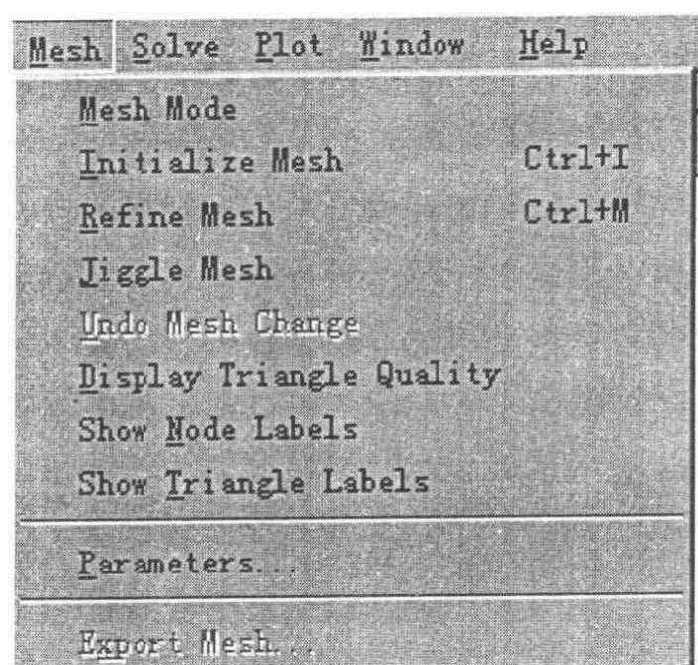 Mesh Solve Plot Window Help
Mesh Mode
Initialize Mesh Ctrl+I
Refine Mesh Ctrl+M
Jiggle Mesh
Undo Mesh Change
Display Triangle Quality
Show Node Labels
Show Triangle Labels
Parameters...
Export Mesh...